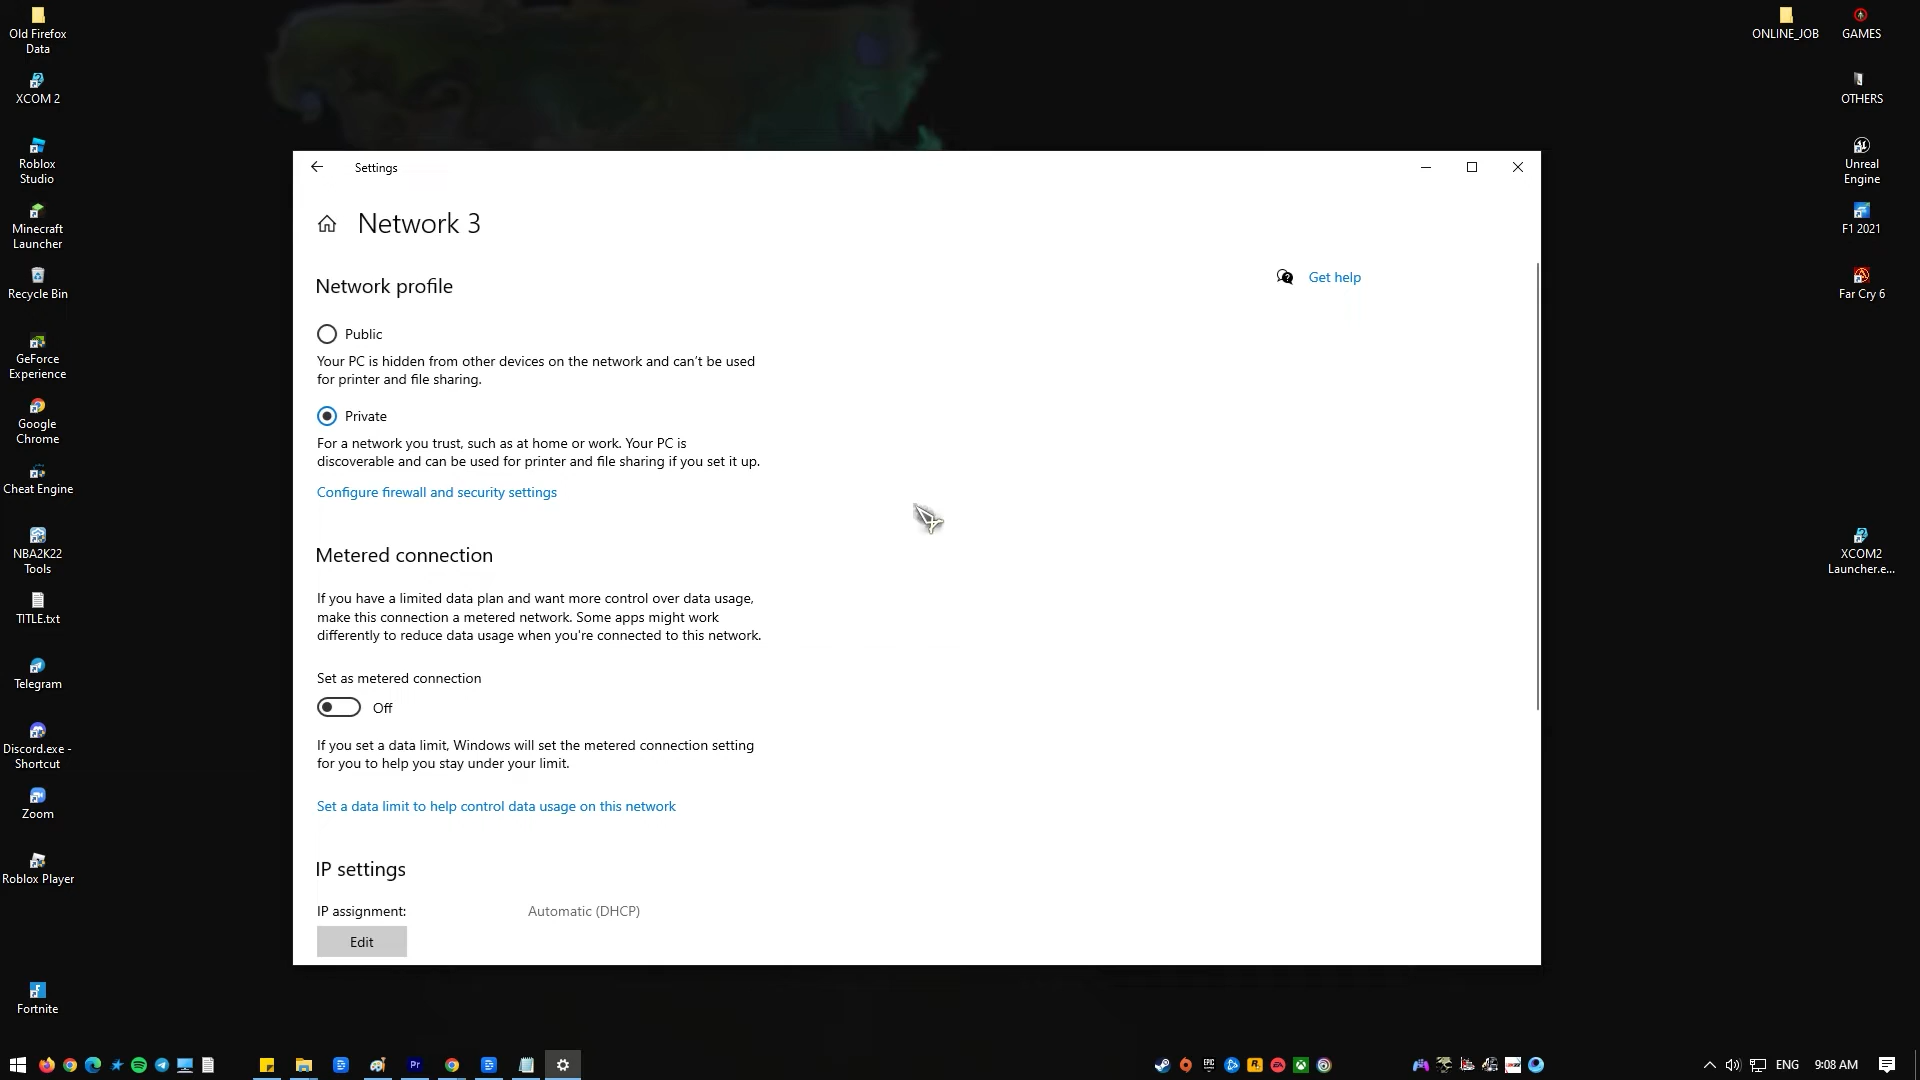 Old Firefox
Data
XCOM 2
Roblox
Studio
Minecraft
Launcher
Recycle Bin
GeForce
Experience
Google
Chrome
Cheat Engine
NBA2K22
Tools
TITLE.txt
Telegram
Discord.exe -
Shortcut
Zoom
Roblox Player
Fortnite
Settings
Network 3
Network profile
Get help
Public
Your PC is hidden from other devices on the network and can't be used
for printer and file sharing.
Private
For a network you trust, such as at home or work. Your PC is
discoverable and can be used for printer and file sharing if you set it up.
Configure firewall and security settings
Metered connection
If you have a limited data plan and want more control over data usage,
make this connection a metered network. Some apps might work
differently to reduce data usage when you're connected to this network.
Set as metered connection
Off
If you set a data limit, Windows will set the metered connection setting
for you to help you stay under your limit.
Set a data limit to help control data usage on this network
IP settings
IP assignment:
Automatic (DHCP)
Edit
ONLINE_JOB
GAMES
OTHERS
Unreal
Engine
F1 2021
Far Cry 6
XCOM2
Launcher.e...
Pr
EPIC
EA
ENG
9:08 AM